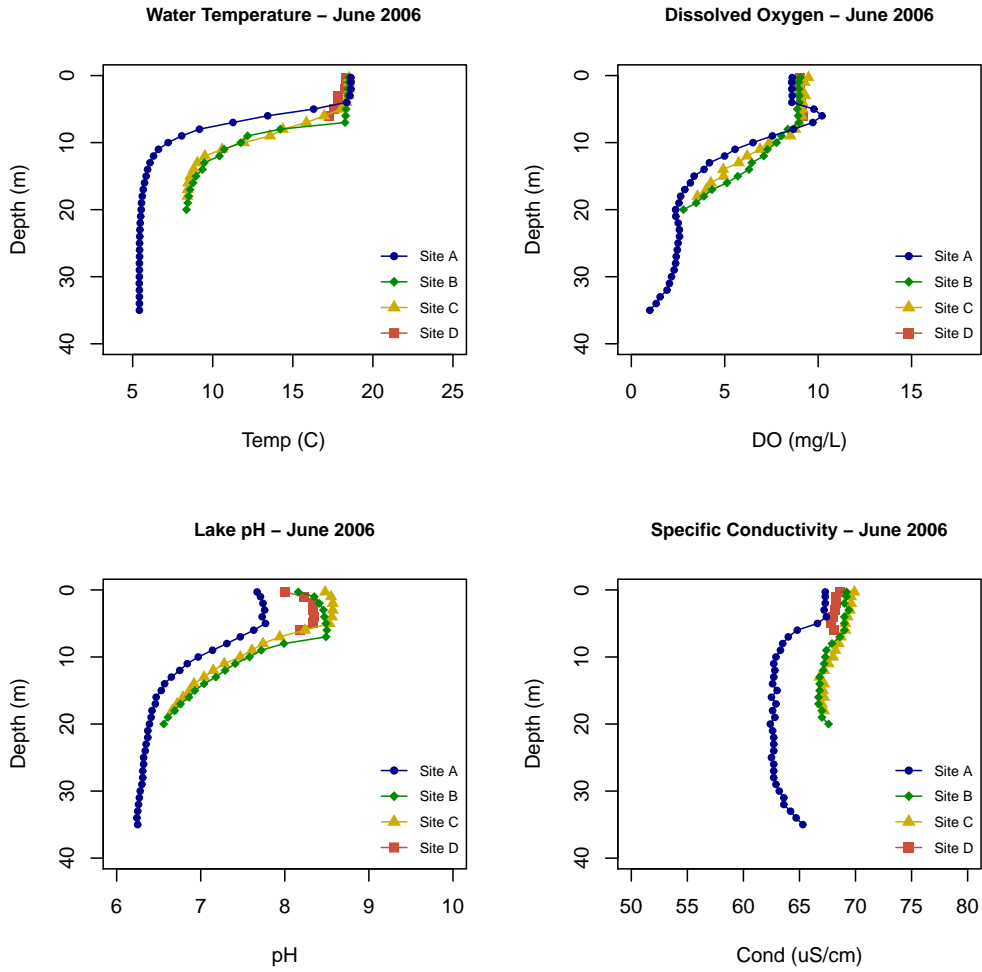 Water Temperature – June 2006
0
10
20
30
40
Depth (m)
5 10 15 20 25
Temp (C)
Site A
Site B
Site C
Site D
Dissolved Oxygen – June 2006
0
10
20
30
40
Depth (m)
0 5 10 15
DO (mg/L)
Site A
Site B
Site C
Site D
Lake pH – June 2006
0
10
20
30
40
Depth (m)
6 7 8 9 10
pH
Site A
Site B
Site C
Site D
Specific Conductivity – June 2006
0
10
20
30
40
Depth (m)
50 55 60 65 70 75 80
Cond (uS/cm)
Site A
Site B
Site C
Site D